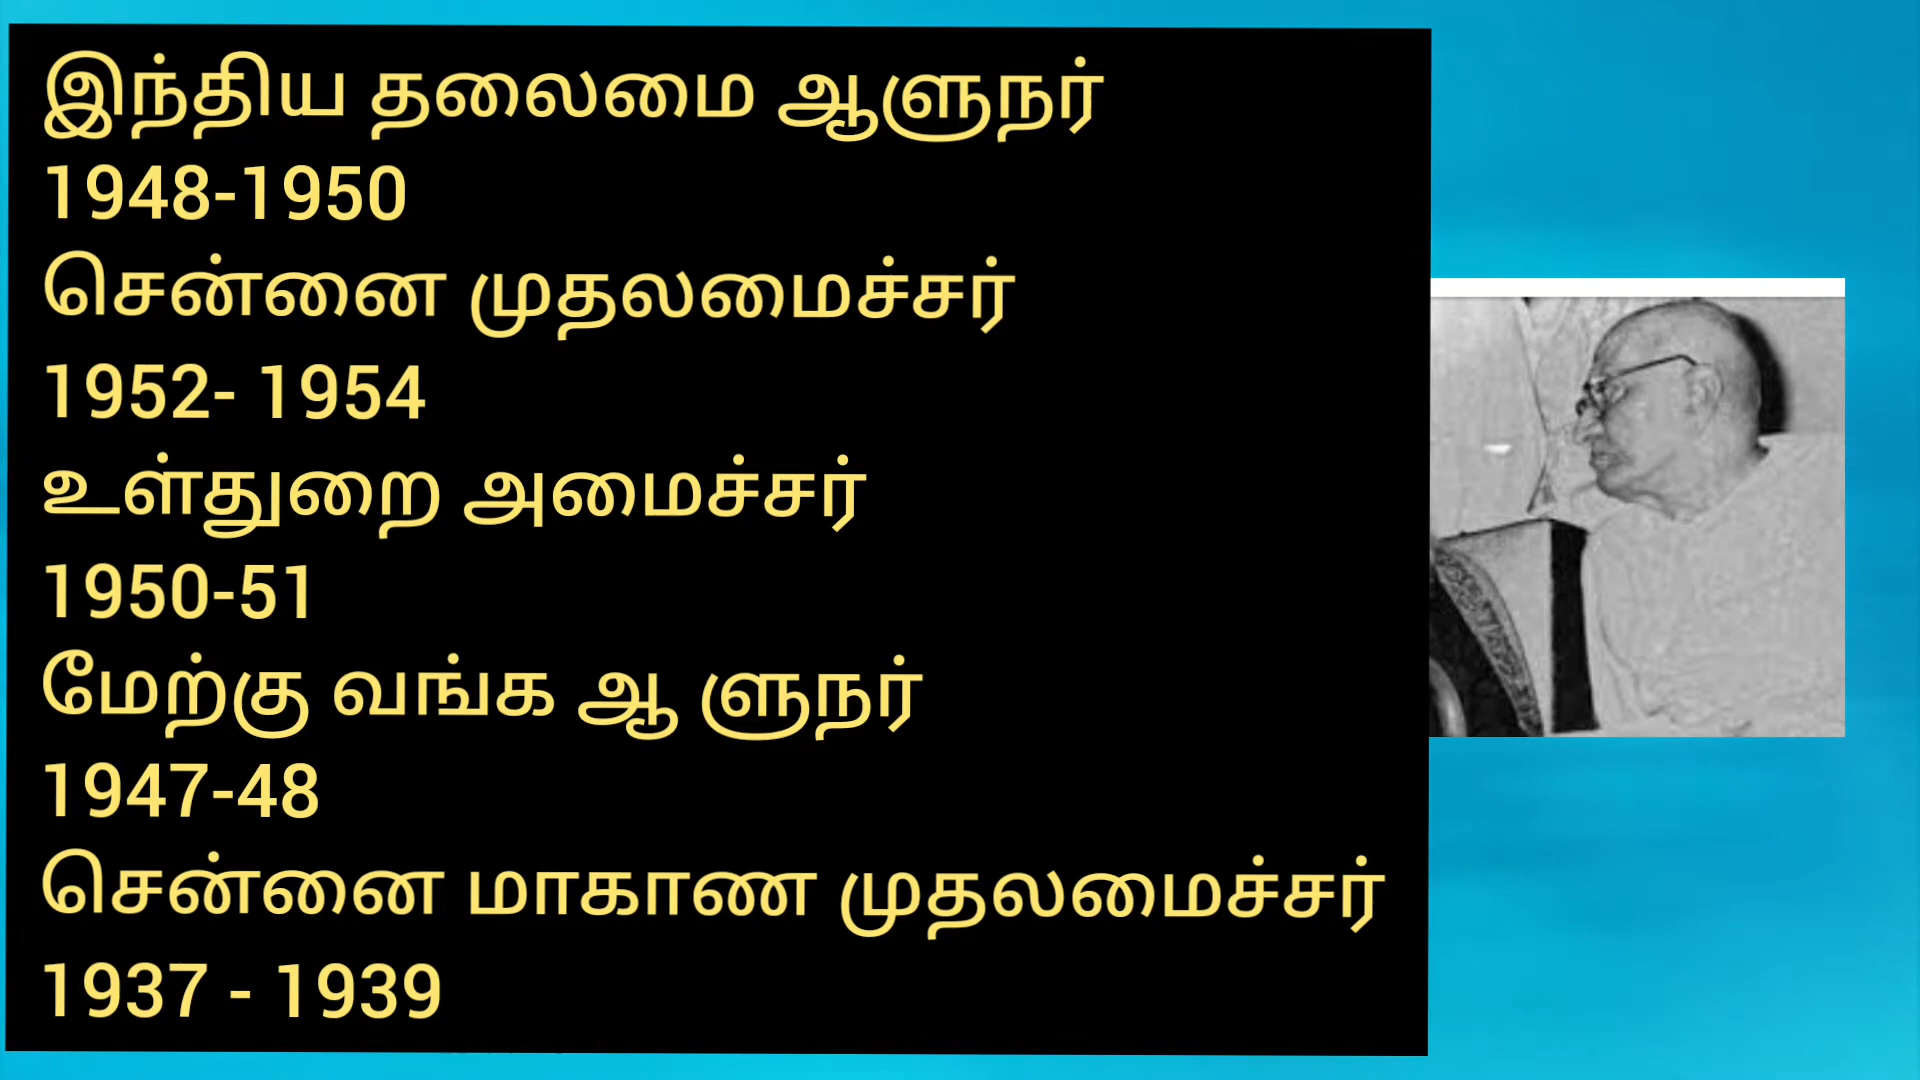 இந்திய தலைமை ஆளுநர்
1948-1950
சென்னை முதலமைச்சர்
1952- 1954
உள்துறை அமைச்சர்
1950-51
மேற்கு வங்க ஆ ளுநர்
1947-48
சென்னை மாகாண முதலமைச்சர்
1937 - 1939